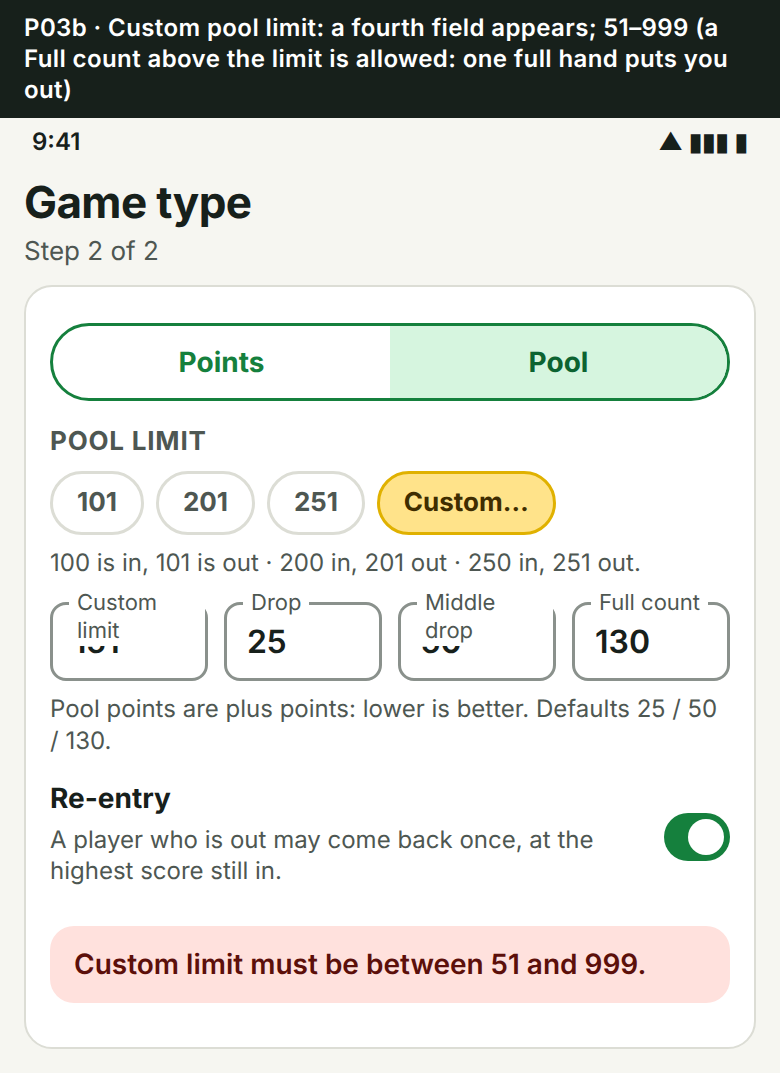 P03b · Custom pool limit: a fourth field appears; 51–999 (a
Full count above the limit is allowed: one full hand puts you
out)
9:41
Game type
Step 2 of 2
Points Pool
POOL LIMIT
101 201 251 Custom…
100 is in, 101 is out · 200 in, 201 out · 250 in, 251 out.
Custom limit Drop Middle drop Full count
25 130
Pool points are plus points: lower is better. Defaults 25 / 50
/ 130.
Re-entry
A player who is out may come back once, at the
highest score still in.
Custom limit must be between 51 and 999.